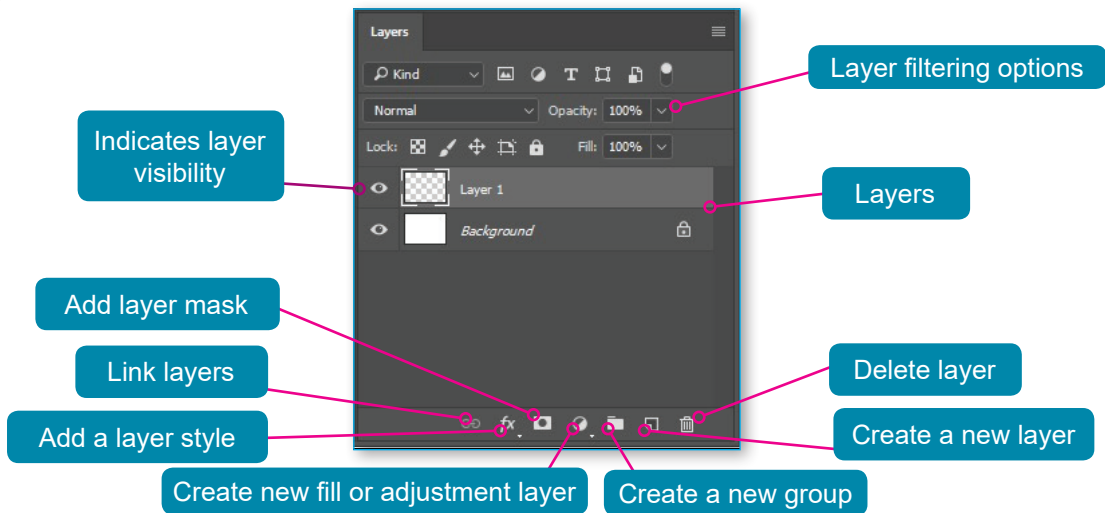 Layers
Kind
Layer filtering options
Normal Opacity: 100%
Indicates layer
visibility
Lock: Fill: 100%
Layer 1
Layers
Background
Add layer mask
Link layers
Delete layer
Add a layer style
fx
Create a new layer
Create new fill or adjustment layer
Create a new group